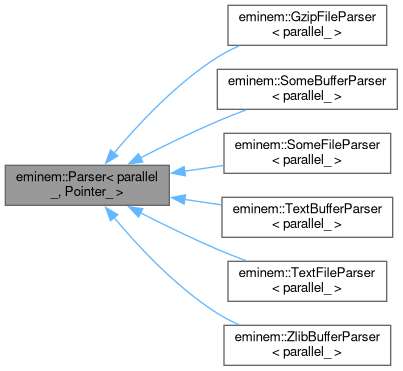 eminem::GzipFileParser
< parallel_ >
eminem::SomeBufferParser
< parallel_ >
eminem::SomeFileParser
< parallel_ >
eminem::Parser< parallel
_, Pointer_ >
eminem::TextBufferParser
< parallel_ >
eminem::TextFileParser
< parallel_ >
eminem::ZlibBufferParser
< parallel_ >